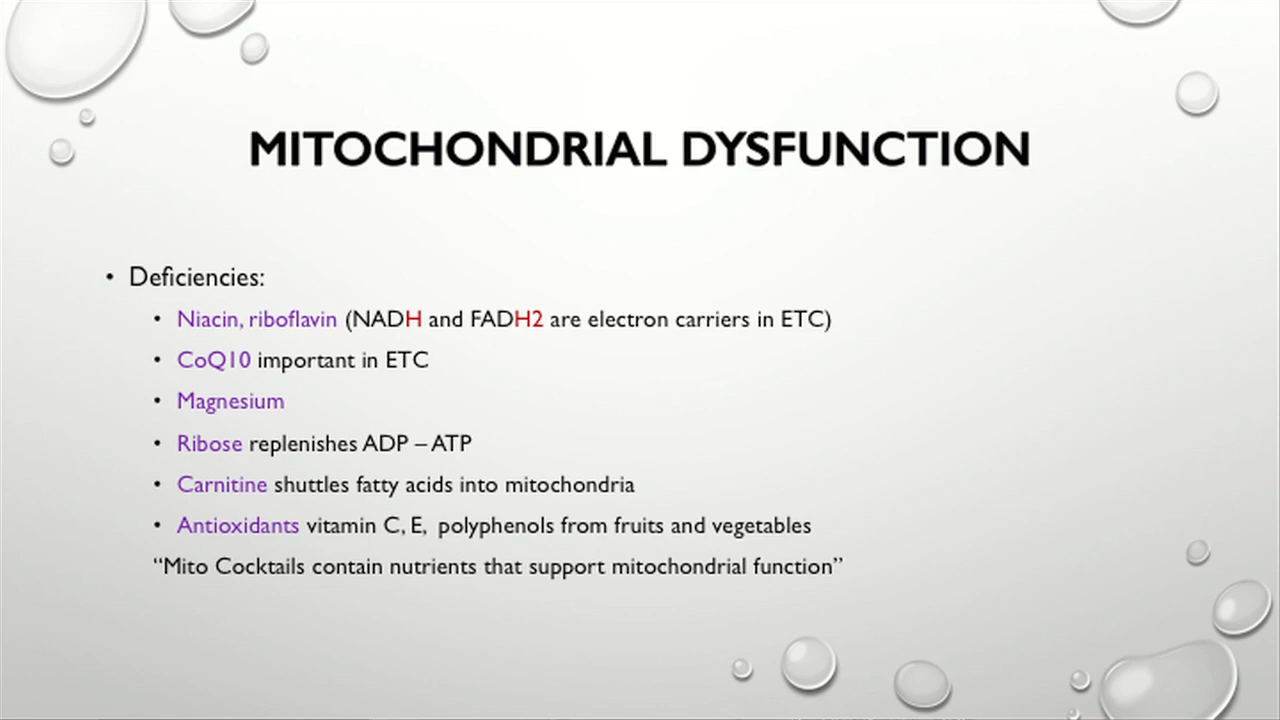 MITOCHONDRIAL DYSFUNCTION
• Deficiencies:
• Niacin, riboflavin (NADH and FADH2 are electron carriers in ETC)
• CoQ10 important in ETC
• Magnesium
• Ribose replenishes ADP – ATP
• Carnitine shuttles fatty acids into mitochondria
• Antioxidants vitamin C, E, polyphenols from fruits and vegetables
“Mito Cocktails contain nutrients that support mitochondrial function”